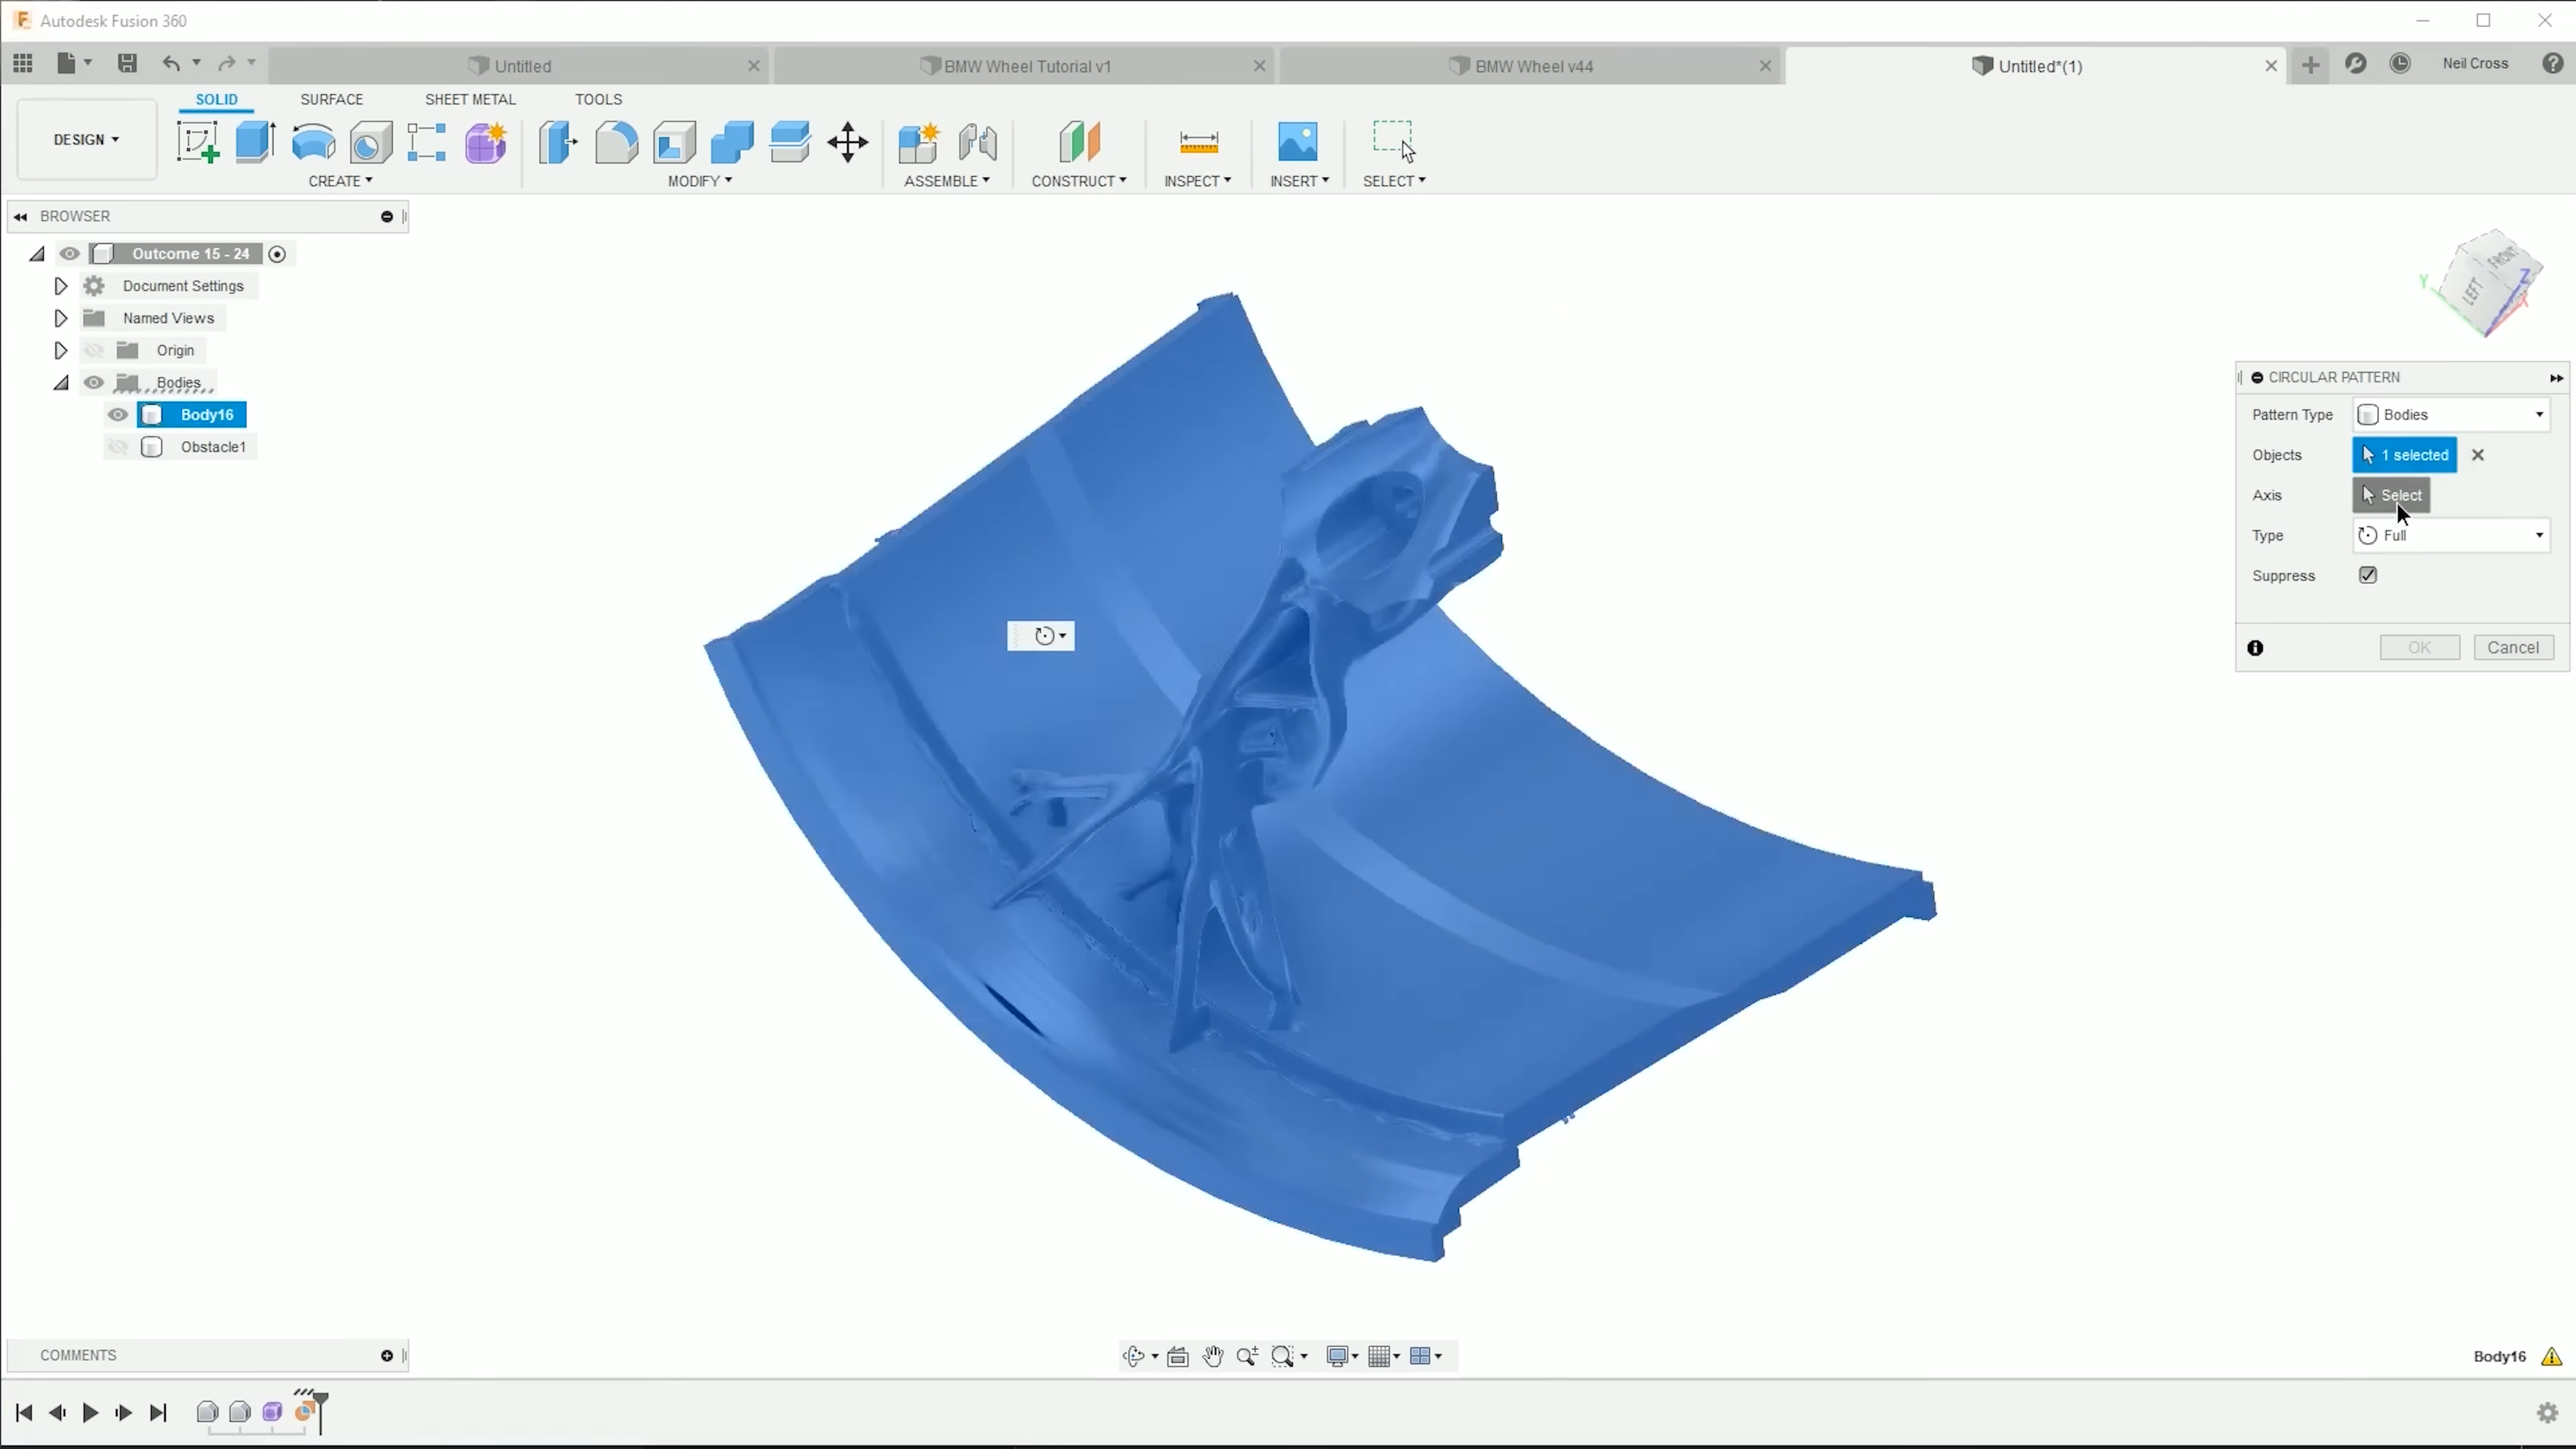 Autodesk Fusion 360
Untitled
BMW Wheel Tutorial v1
BMW Wheel v44
Untitled*(1)
Neil Cross
DESIGN
SOLID
SURFACE
SHEET METAL
TOOLS
CREATE
MODIFY
ASSEMBLE
CONSTRUCT
INSPECT
INSERT
SELECT
BROWSER
Outcome 15 - 24
Document Settings
Named Views
Origin
Bodies
Body16
Obstacle1
FRONT
LEFT
Y
Z
X
CIRCULAR PATTERN
Pattern Type Bodies
Objects 1 selected
Axis Select
Type Full
Suppress
OK Cancel
COMMENTS
Body16